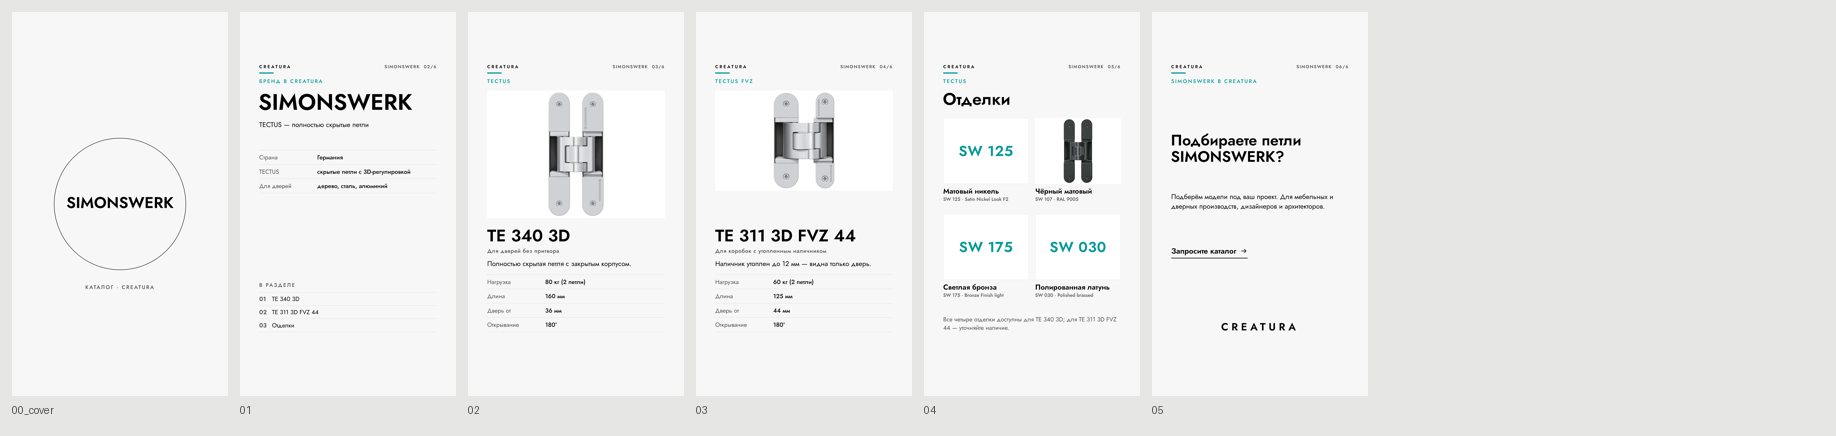 SIMONSWERK
КАТАЛОГ · CREATURA
00_cover
CREATURA
SIMONSWERK 02/6
БРЕНД В CREATURA
SIMONSWERK
TECTUS — полностью скрытые петли
Страна Германия
TECTUS скрытые петли с 3D-регулировкой
Для дверей дерево, сталь, алюминий
В РАЗДЕЛЕ
01 TE 340 3D
02 TE 311 3D FVZ 44
03 Отделки
01
CREATURA
SIMONSWERK 03/6
TECTUS
TE 340 3D
Для дверей без притвора
Полностью скрытая петля с закрытым корпусом.
Нагрузка 80 кг (2 петли)
Длина 160 мм
Дверь от 36 мм
Открывание 180°
02
CREATURA
SIMONSWERK 04/6
TECTUS FVZ
TE 311 3D FVZ 44
Для коробок с утопленным наличником
Наличник утоплен до 12 мм — видна только дверь.
Нагрузка 60 кг (2 петли)
Длина 125 мм
Дверь от 44 мм
Открывание 180°
03
CREATURA
SIMONSWERK 05/6
TECTUS
Отделки
SW 125
Матовый никель
SW 125 · Satin Nickel Look F2
Чёрный матовый
SW 107 · RAL 9005
SW 175
SW 030
Светлая бронза
SW 175 · Bronze Finish light
Полированная латунь
SW 030 · Polished brassed
Все четыре отделки доступны для TE 340 3D; для TE 311 3D FVZ
44 — уточняйте наличие.
04
CREATURA
SIMONSWERK 06/6
SIMONSWERK В CREATURA
Подбираете петли
SIMONSWERK?
Подберём модели под ваш проект. Для мебельных и
дверных производств, дизайнеров и архитекторов.
Запросите каталог →
CREATURA
05